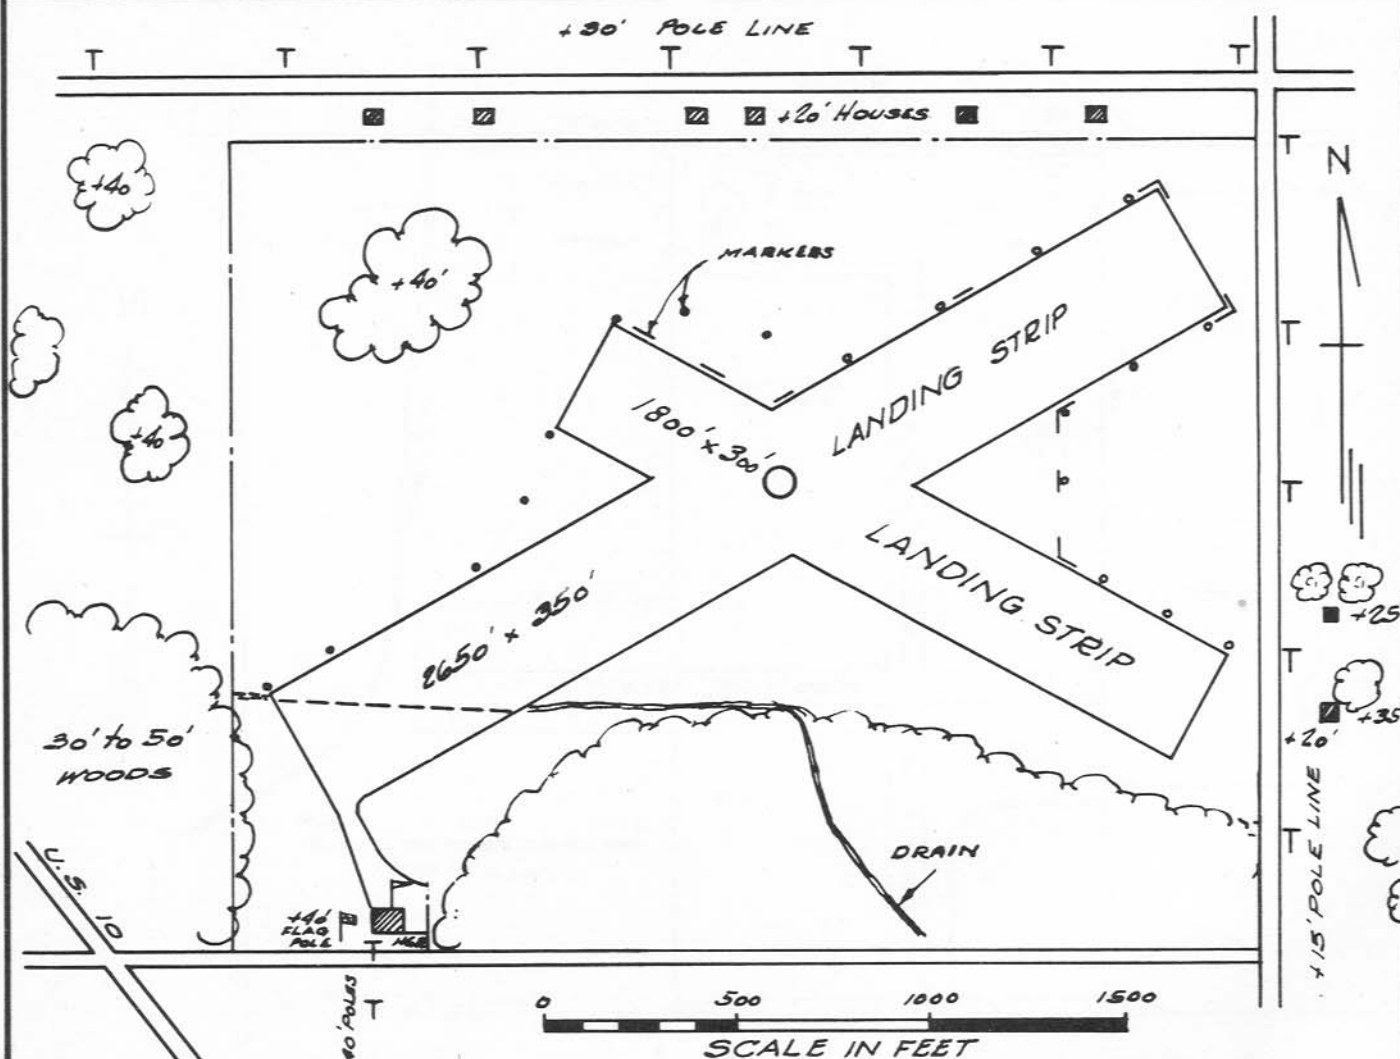 +30' POLE LINE
T T T T T T T
+20' HOUSES
T
N
+40
+40'
MARKERS
LANDING STRIP
T
1800' x 300'
+40
T
LANDING STRIP
2650' x 350'
+25
T
+35
+20'
30' to 50'
WOODS
+15' POLE LINE
T
DRAIN
U.S. 10
+40'
FLAG
POLE
HGR
T
T
0 500 1000 1500
SCALE IN FEET